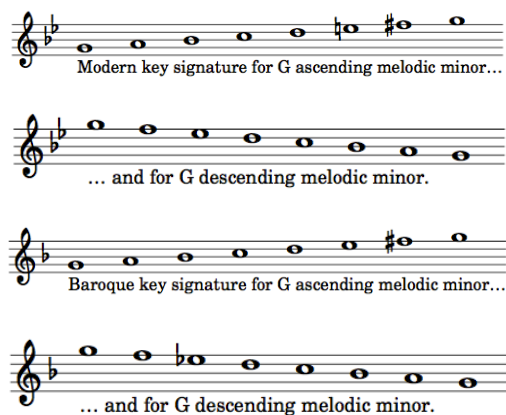 Modern key signature for G ascending melodic minor...
... and for G descending melodic minor.
Baroque key signature for G ascending melodic minor...
... and for G descending melodic minor.